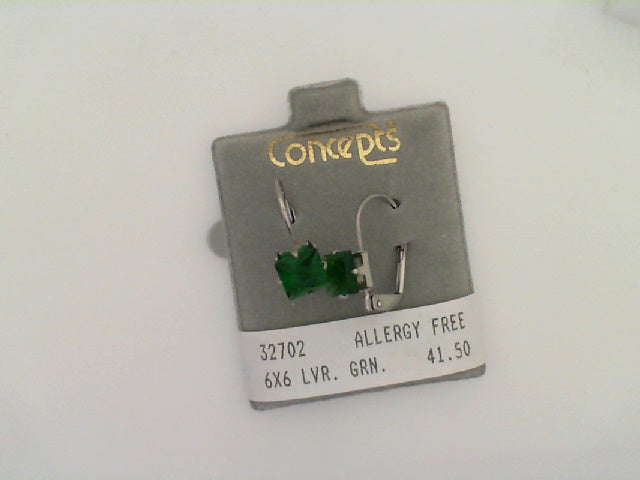 Concepts
32702 ALLERGY FREE
6X6 LVR. GRN. 41.50